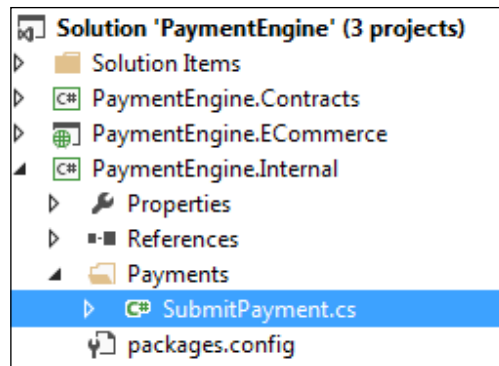 Solution 'PaymentEngine' (3 projects)
Solution Items
C# PaymentEngine.Contracts
PaymentEngine.ECommerce
C# PaymentEngine.Internal
Properties
References
Payments
C# SubmitPayment.cs
packages.config